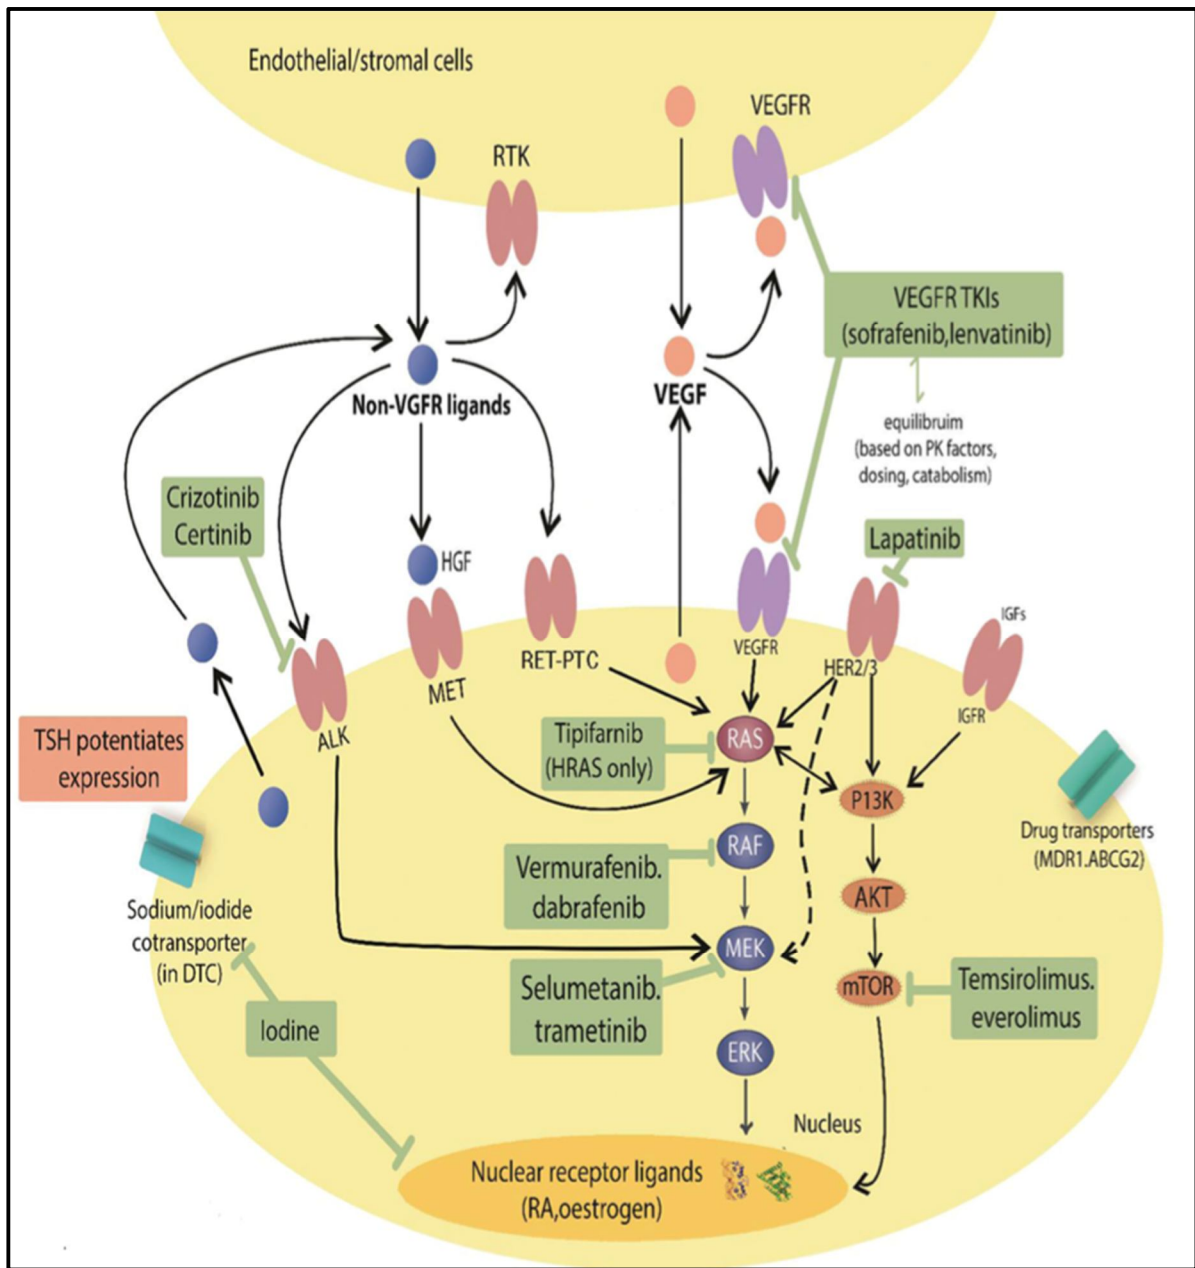 Endothelial/stromal cells
VEGFR
RTK
VEGFR TKIs
(sofrafenib,lenvatinib)
Non-VGFR ligands
VEGF
equilibruim
(based on PK factors,
dosing, catabolism)
Crizotinib
Certinib
Lapatinib
HGF
IGFs
RET-PTC
VEGFR
HER2/3
MET
IGFR
ALK
TSH potentiates
expression
Tipifarnib
(HRAS only)
RAS
P13K
Drug transporters
(MDR1.ABCG2)
RAF
Vermurafenib.
dabrafenib
AKT
Sodium/iodide
cotransporter
(in DTC)
MEK
Selumetanib.
trametinib
mTOR
Temsirolimus.
everolimus
Iodine
ERK
Nucleus
Nuclear receptor ligands
(RA,oestrogen)